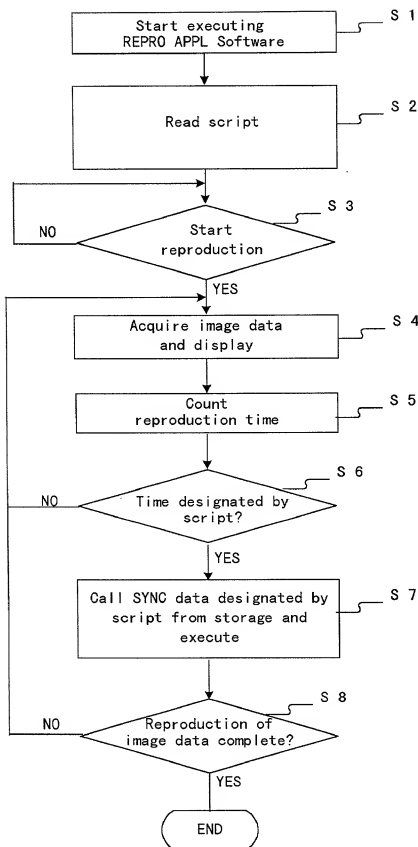 Start executing
REPRO APPL Software
S 1
Read script
S 2
Start
reproduction
S 3
NO
YES
Acquire image data
and display
S 4
Count
reproduction time
S 5
Time designated by
script?
S 6
NO
YES
Call SYNC data designated by
script from storage and
execute
S 7
Reproduction of
image data complete?
S 8
NO
YES
END